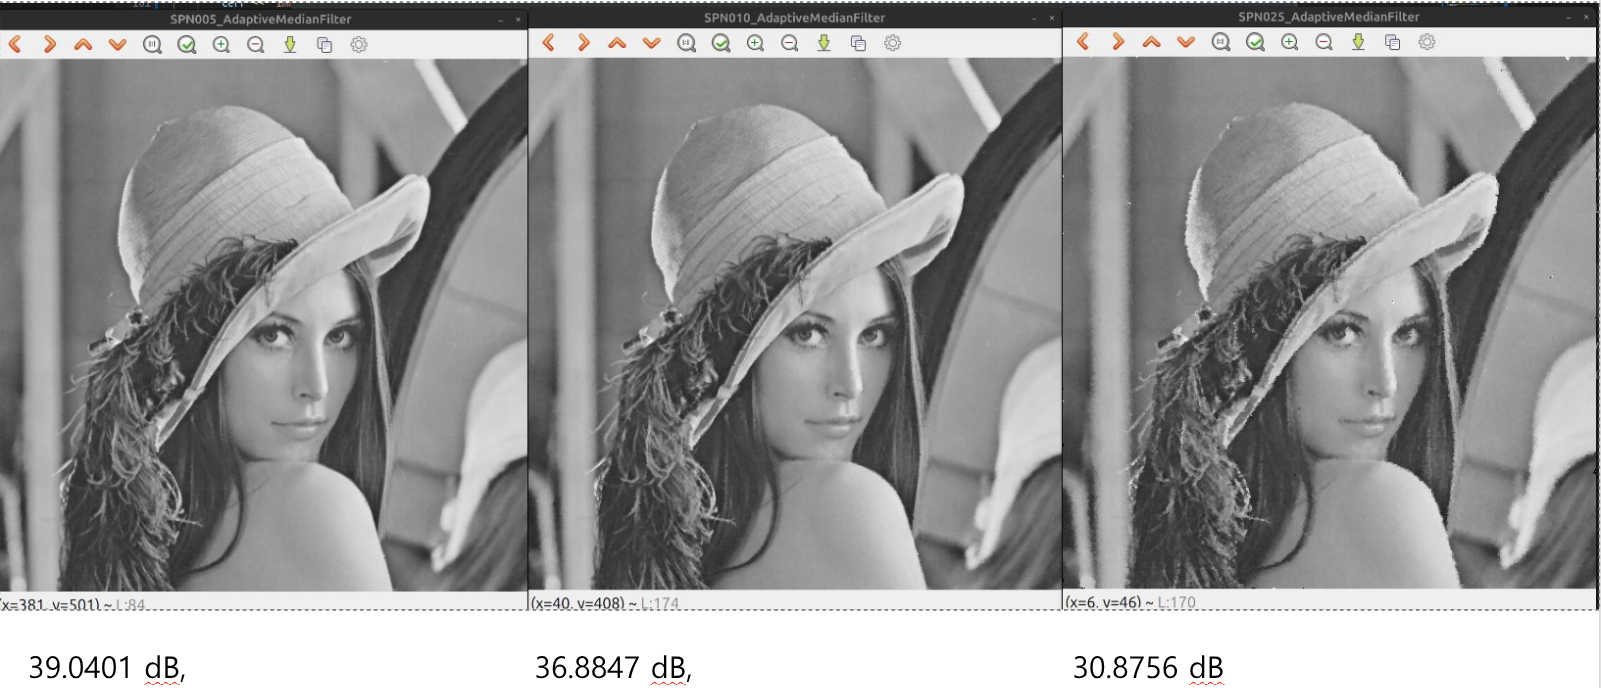 SPN005_AdaptiveMedianFilter
SPN010_AdaptiveMedianFilter
SPN025_AdaptiveMedianFilter
(x=381, y=501) ~ L:84
(x=40, y=408) ~ L:174
(x=6, y=46) ~ L:170
39.0401 dB,
36.8847 dB,
30.8756 dB